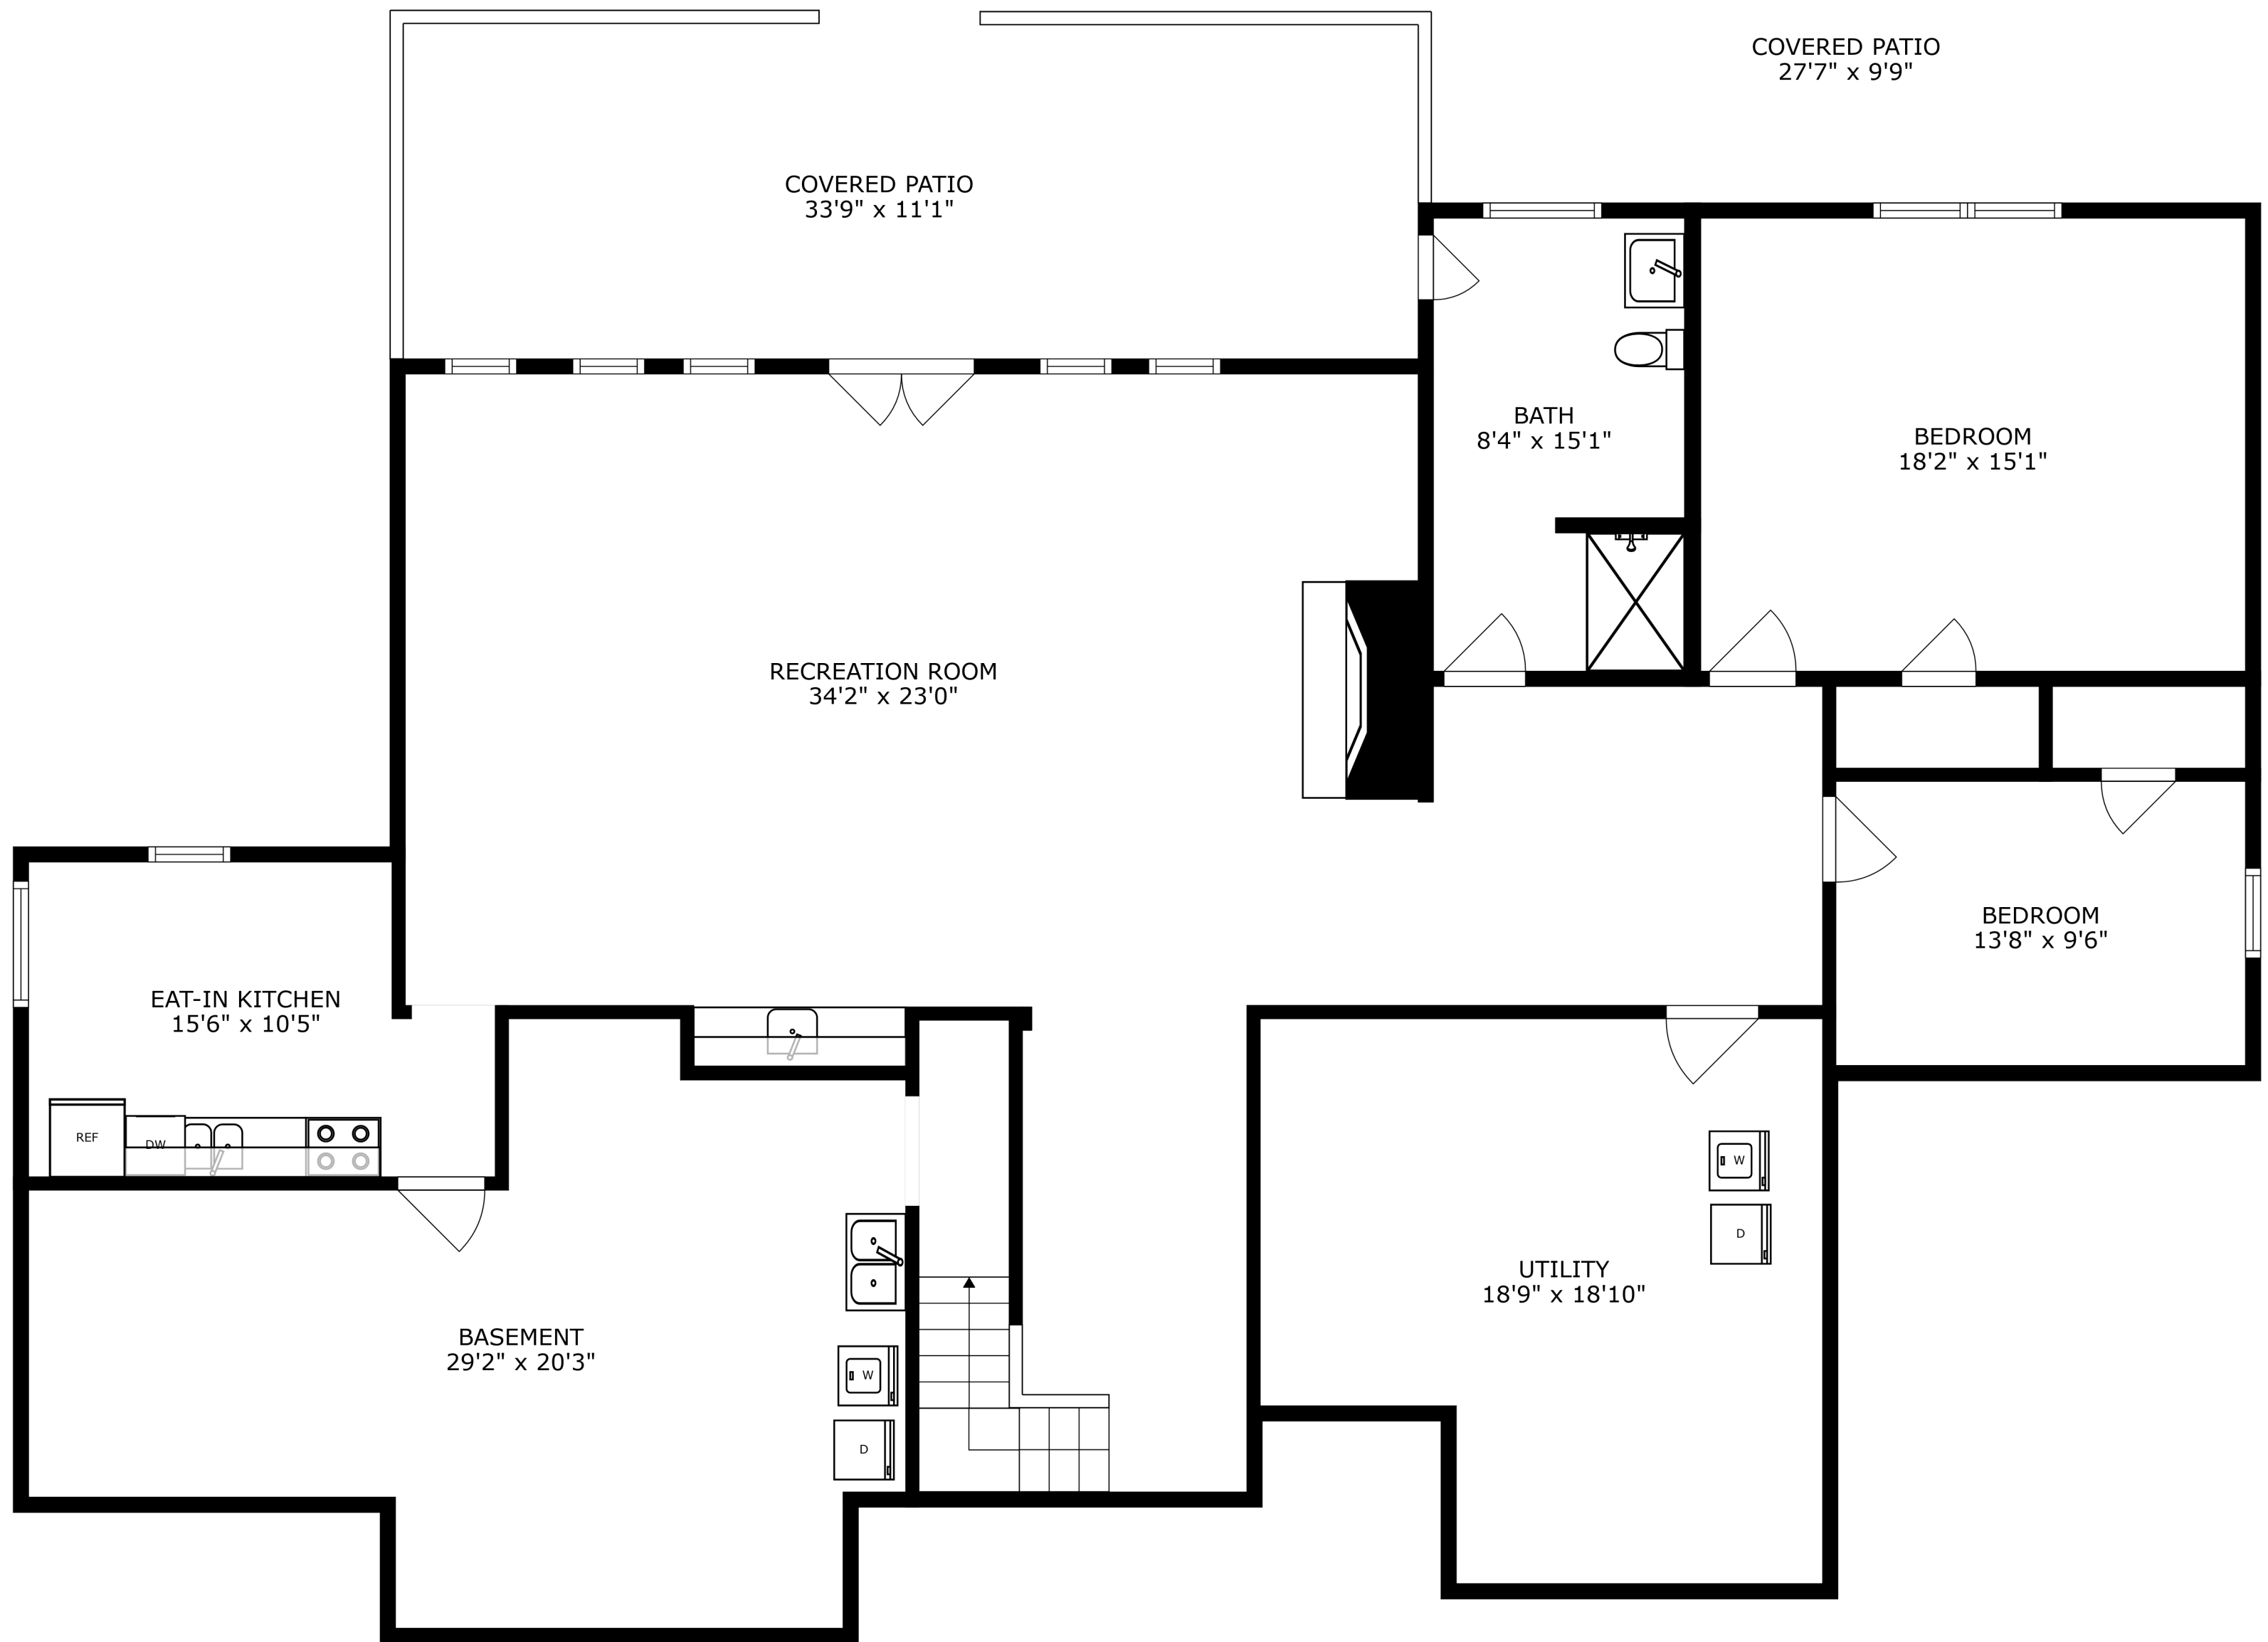 COVERED PATIO
27'7" x 9'9"
COVERED PATIO
33'9" x 11'1"
BATH
8'4" x 15'1"
BEDROOM
18'2" x 15'1"
RECREATION ROOM
34'2" x 23'0"
BEDROOM
13'8" x 9'6"
EAT-IN KITCHEN
15'6" x 10'5"
REF
DW
W
D
UTILITY
18'9" x 18'10"
BASEMENT
29'2" x 20'3"
W
D